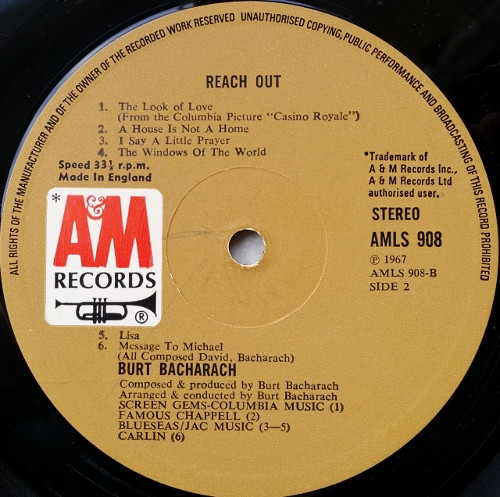 ALL RIGHTS OF THE MANUFACTURER AND OF THE OWNER OF THE RECORDED WORK RESERVED UNAUTHORISED COPYING, PUBLIC PERFORMANCE AND BROADCASTING OF THIS RECORD PROHIBITED
REACH OUT
1. The Look of Love
(From the Columbia Picture "Casino Royale")
2. A House Is Not A Home
3. I Say A Little Prayer
4. The Windows Of The World
Speed 33⅓ r.p.m.
Made In England
*Trademark of
A & M Records Inc.,
A & M Records Ltd
authorised user.
* A&M
RECORDS
®
STEREO
AMLS 908
℗ 1967
AMLS 908-B
SIDE 2
5. Lisa
6. Message To Michael
(All Composed David, Bacharach)
BURT BACHARACH
Composed & produced by Burt Bacharach
Arranged & conducted by Burt Bacharach
SCREEN GEMS-COLUMBIA MUSIC (1)
FAMOUS CHAPPELL (2)
BLUESEAS/JAC MUSIC (3—5)
CARLIN (6)